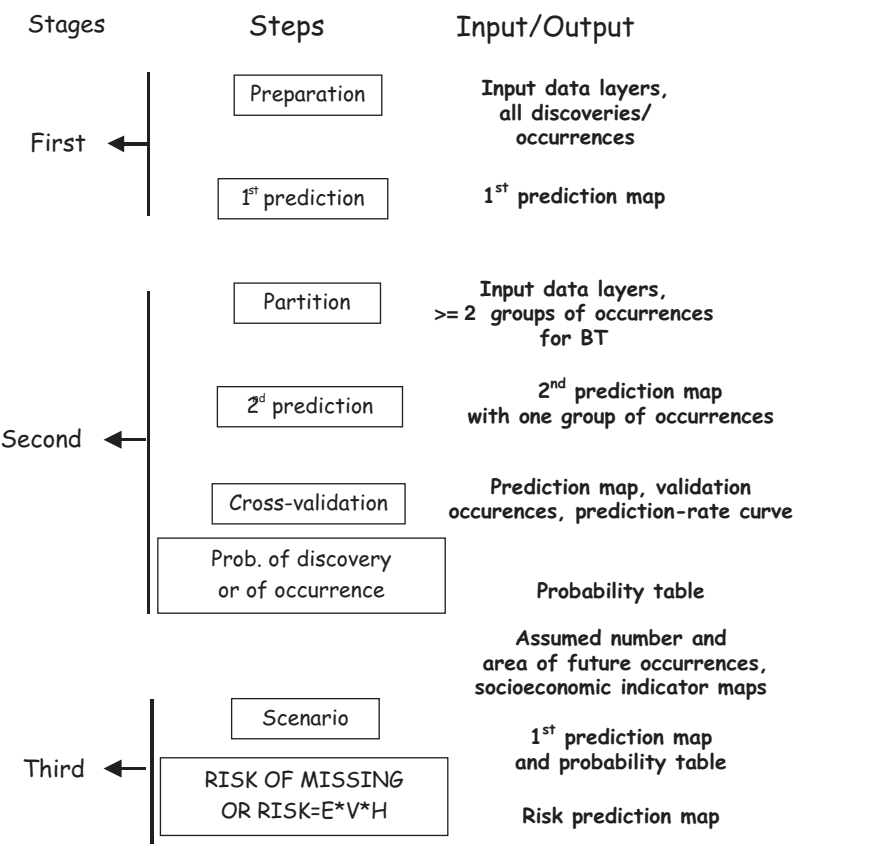 Stages Steps Input/Output
First
Preparation
Input data layers,
all discoveries/
occurrences
1st prediction
1st prediction map
Second
Partition
Input data layers,
>= 2 groups of occurrences
for BT
2nd prediction
2nd prediction map
with one group of occurrences
Cross-validation
Prediction map, validation
occurences, prediction-rate curve
Prob. of discovery
or of occurrence
Probability table
Third
Scenario
Assumed number and
area of future occurrences,
socioeconomic indicator maps
RISK OF MISSING
OR RISK=E*V*H
1st prediction map
and probability table
Risk prediction map